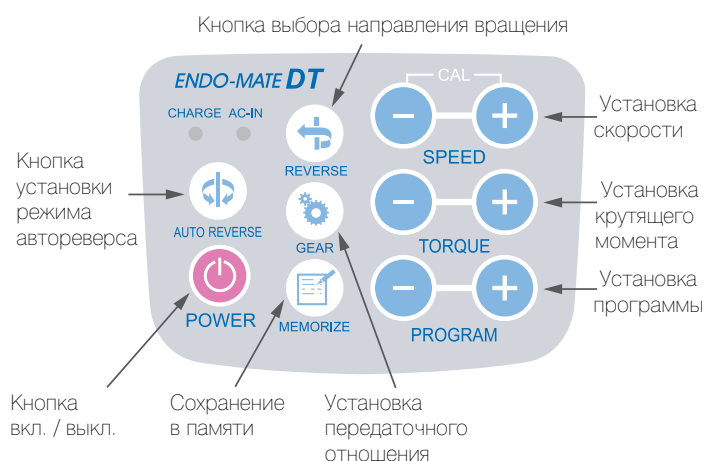 Кнопка выбора направления вращения
ENDO-MATE DT
CAL
CHARGE AC-IN
REVERSE
SPEED
Установка
скорости
Кнопка
установки
режима
автореверса
AUTO REVERSE
GEAR
TORQUE
Установка
крутящего
момента
POWER
MEMORIZE
PROGRAM
Установка
программы
Кнопка
вкл. / выкл.
Сохранение
в памяти
Установка
передаточного
отношения